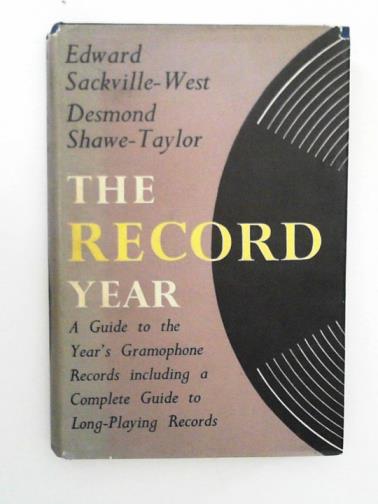 Edward
Sackville-West
Desmond
Shawe-Taylor
THE
RECORD
YEAR
A Guide to the
Year's Gramophone
Records including a
Complete Guide to
Long-Playing Records